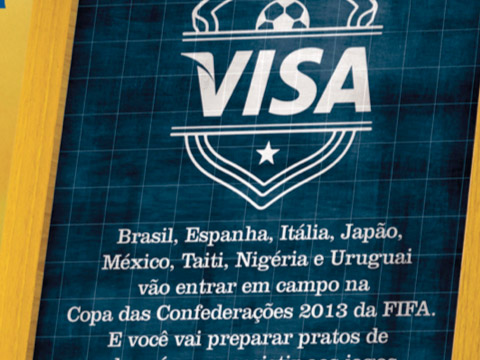 VISA
Brasil, Espanha, Itália, Japão,
México, Taiti, Nigéria e Uruguai
vão entrar em campo na
Copa das Confederações 2013 da FIFA.
E você vai preparar pratos de